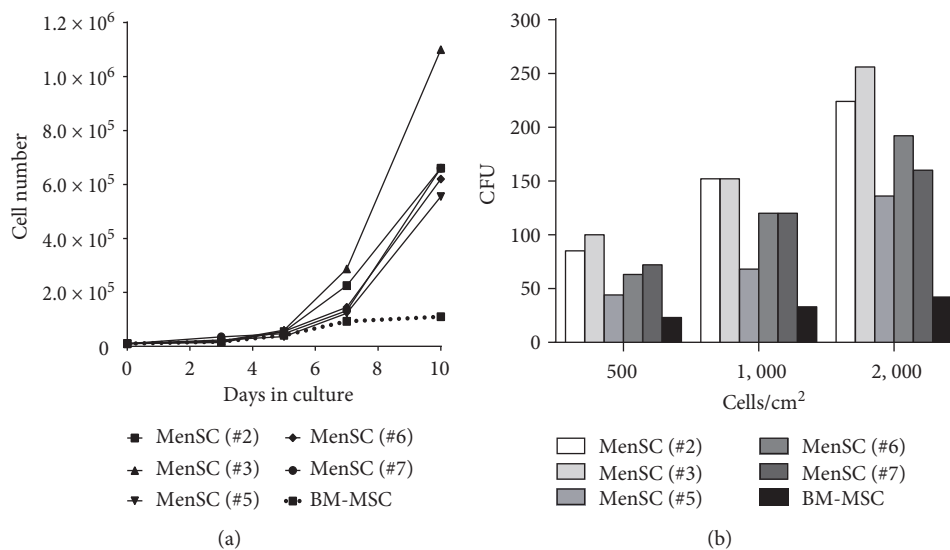 1.2 × 10⁶
1.0 × 10⁶
8.0 × 10⁵
6.0 × 10⁵
4.0 × 10⁵
2.0 × 10⁵
0
Cell number
0 2 4 6 8 10
Days in culture
MenSC (#2) MenSC (#6)
MenSC (#3) MenSC (#7)
MenSC (#5) BM-MSC
(a)
300
250
200
150
100
50
0
CFU
500 1, 000 2, 000
Cells/cm²
MenSC (#2) MenSC (#6)
MenSC (#3) MenSC (#7)
MenSC (#5) BM-MSC
(b)